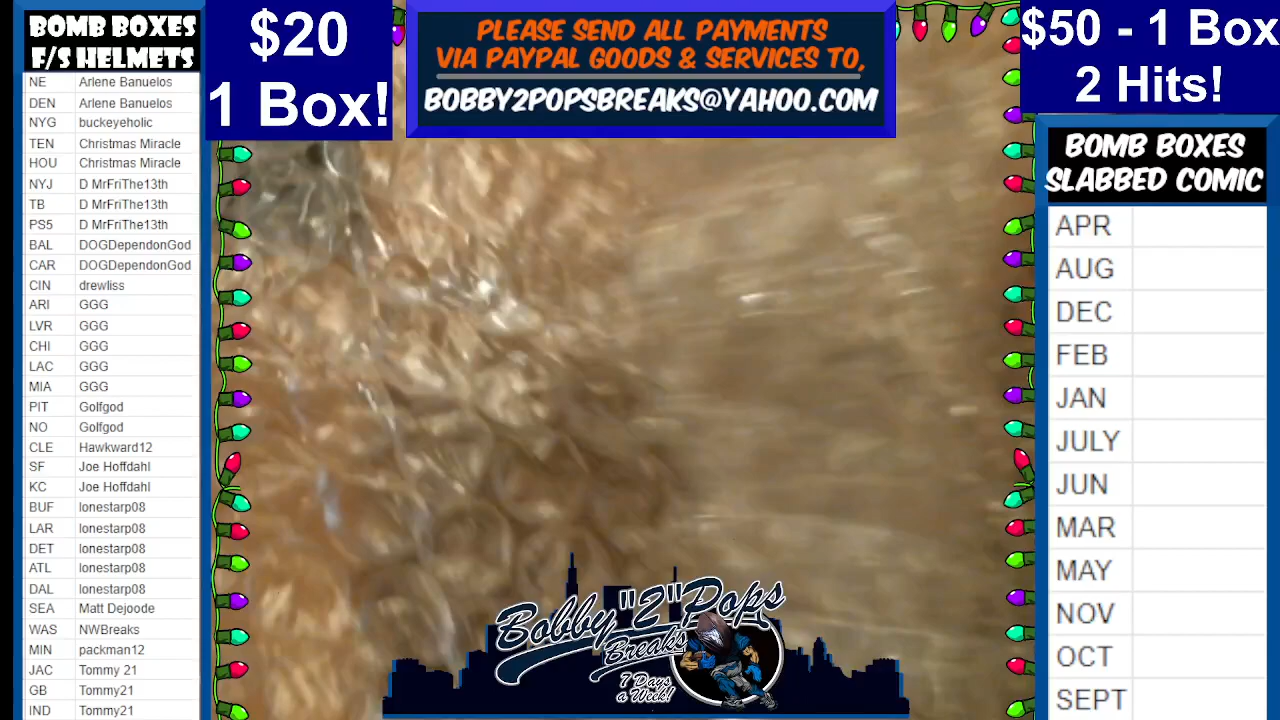 BOMB BOXES
F/S HELMETS
NE Arlene Banuelos
DEN Arlene Banuelos
NYG buckeyeholic
TEN Christmas Miracle
HOU Christmas Miracle
NYJ D MrFriThe13th
TB D MrFriThe13th
PS5 D MrFriThe13th
BAL DOGDependonGod
CAR DOGDependonGod
CIN drewliss
ARI GGG
LVR GGG
CHI GGG
LAC GGG
MIA GGG
PIT Golfgod
NO Golfgod
CLE Hawkward12
SF Joe Hoffdahl
KC Joe Hoffdahl
BUF lonestarp08
LAR lonestarp08
DET lonestarp08
ATL lonestarp08
DAL lonestarp08
SEA Matt Dejoode
WAS NWBreaks
MIN packman12
JAC Tommy 21
GB Tommy21
IND Tommy21
$20
1 Box!
PLEASE SEND ALL PAYMENTS
VIA PAYPAL GOODS & SERVICES TO,
BOBBY2POPSBREAKS@YAHOO.COM
Bobby "2" Pops
Breaks
7 Days
a Week!
$50 - 1 Box
2 Hits!
BOMB BOXES
SLABBED COMIC
APR
AUG
DEC
FEB
JAN
JULY
JUN
MAR
MAY
NOV
OCT
SEPT